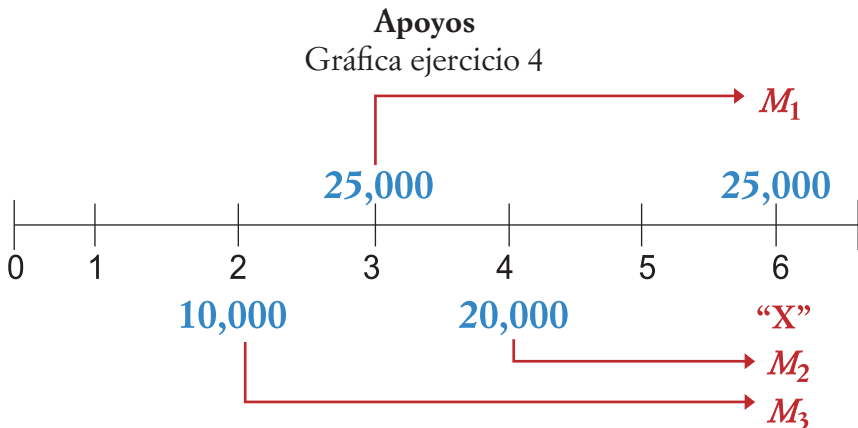 Apoyos
Gráfica ejercicio 4
M1
25,000 25,000
0 1 2 3 4 5 6
10,000 20,000 “X”
M2
M3